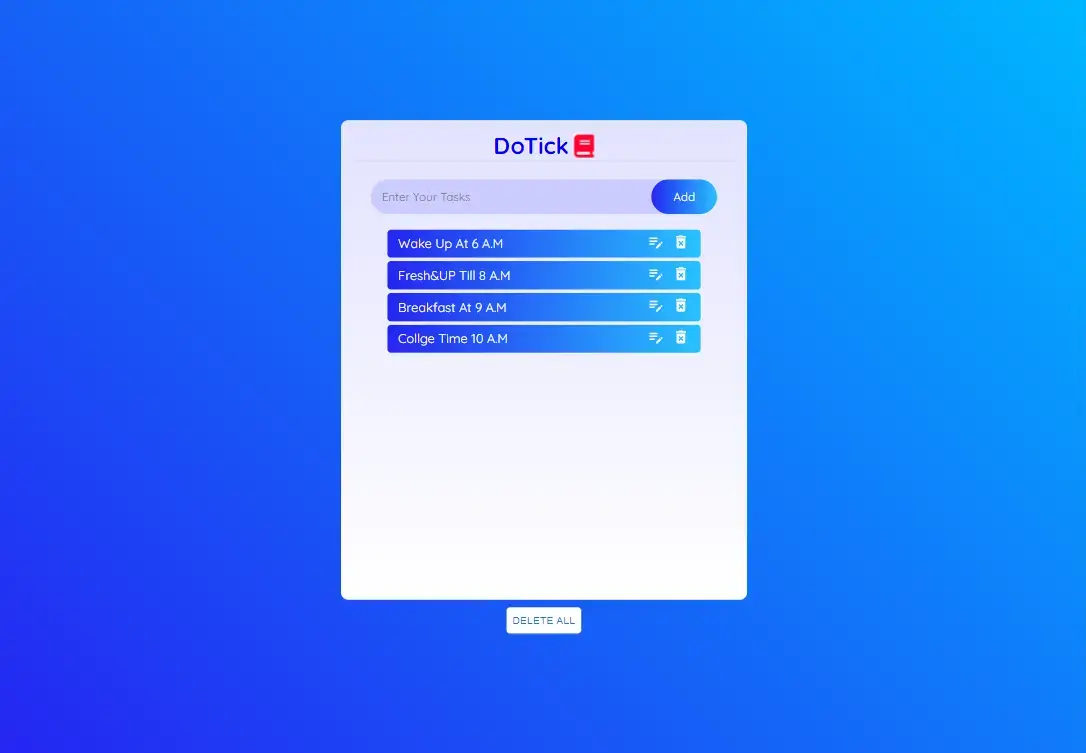 DoTick
Enter Your Tasks
Add
Wake Up At 6 A.M
Fresh&UP TIll 8 A.M
Breakfast At 9 A.M
Collge Time 10 A.M
DELETE ALL